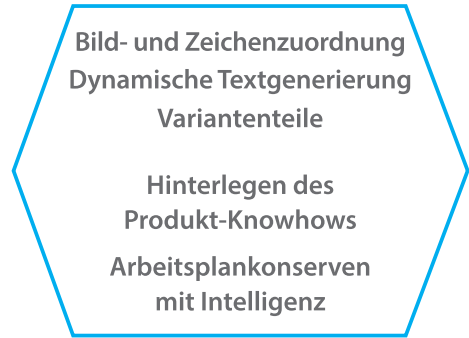 Bild- und Zeichenzuordnung
Dynamische Textgenerierung
Variantenteile
Hinterlegen des
Produkt-Knowhows
Arbeitsplankonserven
mit Intelligenz